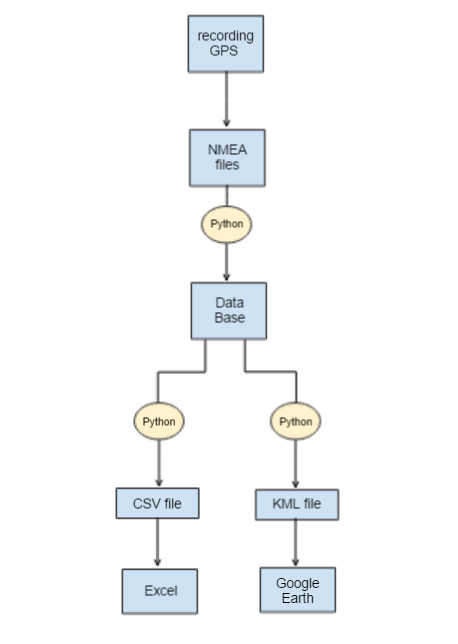 recording
GPS
NMEA
files
Python
Data
Base
Python
Python
CSV file
KML file
Excel
Google
Earth